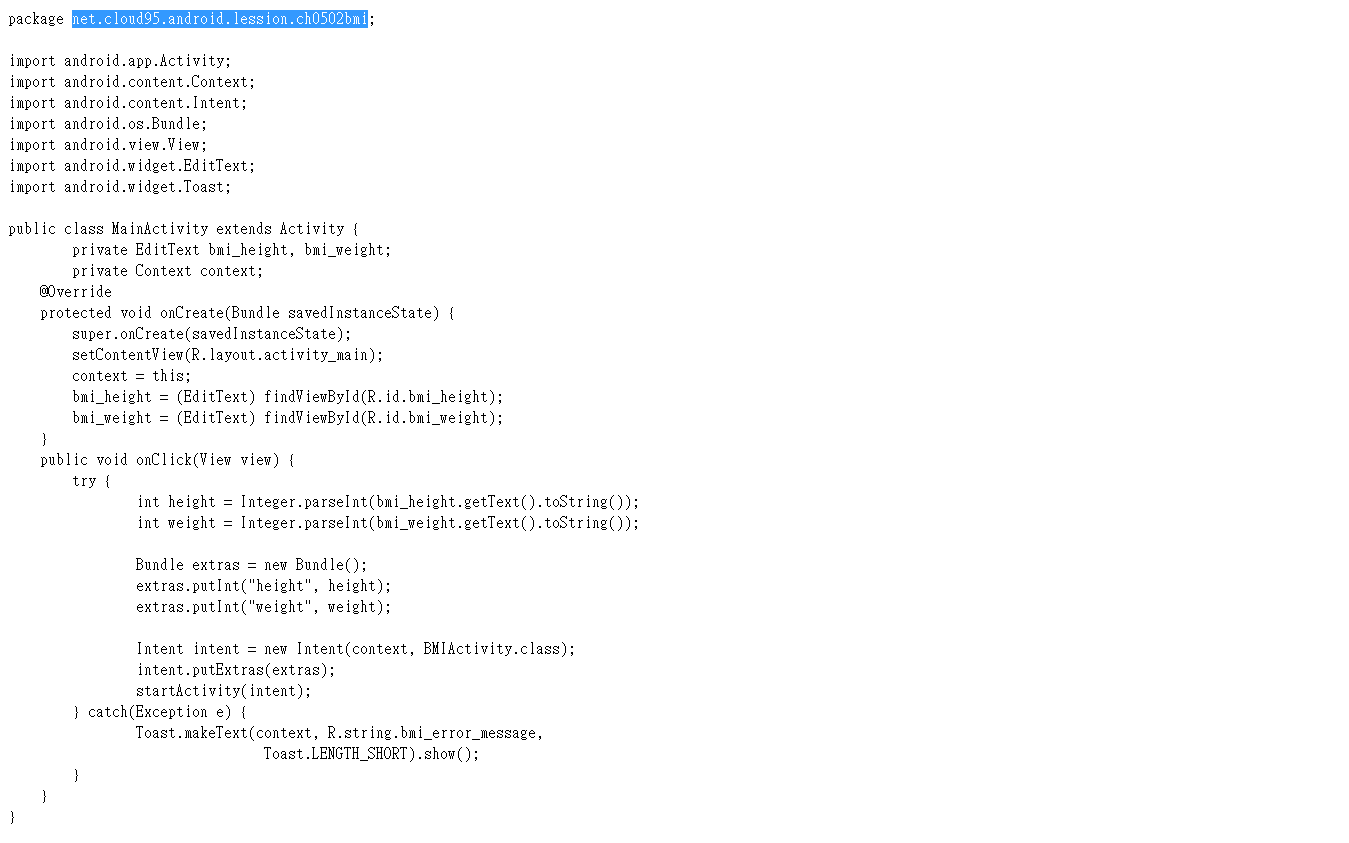 package net.cloud95.android.lession.ch0502bmi;

import android.app.Activity;
import android.content.Context;
import android.content.Intent;
import android.os.Bundle;
import android.view.View;
import android.widget.EditText;
import android.widget.Toast;

public class MainActivity extends Activity {
        private EditText bmi_height, bmi_weight;
        private Context context;
    @Override
    protected void onCreate(Bundle savedInstanceState) {
        super.onCreate(savedInstanceState);
        setContentView(R.layout.activity_main);
        context = this;
        bmi_height = (EditText) findViewById(R.id.bmi_height);
        bmi_weight = (EditText) findViewById(R.id.bmi_weight);
    }
    public void onClick(View view) {
        try {
                int height = Integer.parseInt(bmi_height.getText().toString());
                int weight = Integer.parseInt(bmi_weight.getText().toString());

                Bundle extras = new Bundle();
                extras.putInt("height", height);
                extras.putInt("weight", weight);

                Intent intent = new Intent(context, BMIActivity.class);
                intent.putExtras(extras);
                startActivity(intent);
        } catch(Exception e) {
                Toast.makeText(context, R.string.bmi_error_message,
                                Toast.LENGTH_SHORT).show();
        }
    }
}